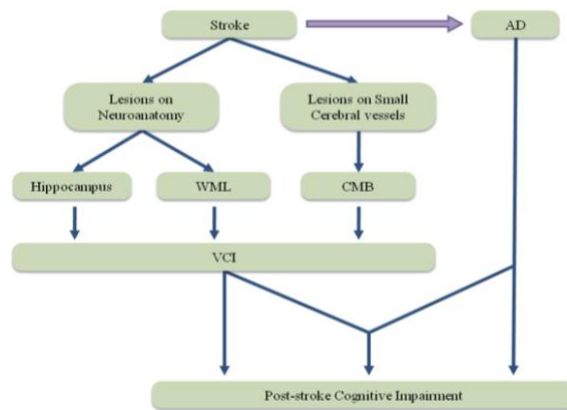 Stroke
AD
Lesions on
Neuroanatomy
Lesions on Small
Cerebral vessels
Hippocampus
WML
CMB
VCI
Post-stroke Cognitive Impairment